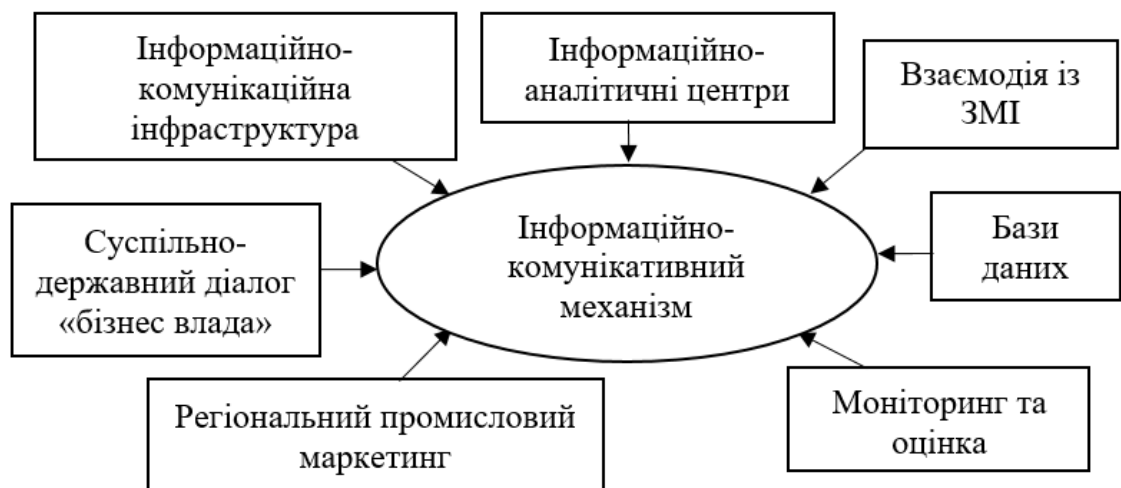 Інформаційно-
комунікаційна
інфраструктура
Інформаційно-
аналітичні центри
Взаємодія із
ЗМІ
Суспільно-
державний діалог
«бізнес влада»
Інформаційно-
комунікативний
механізм
Бази
даних
Регіональний промисловий
маркетинг
Моніторинг та
оцінка